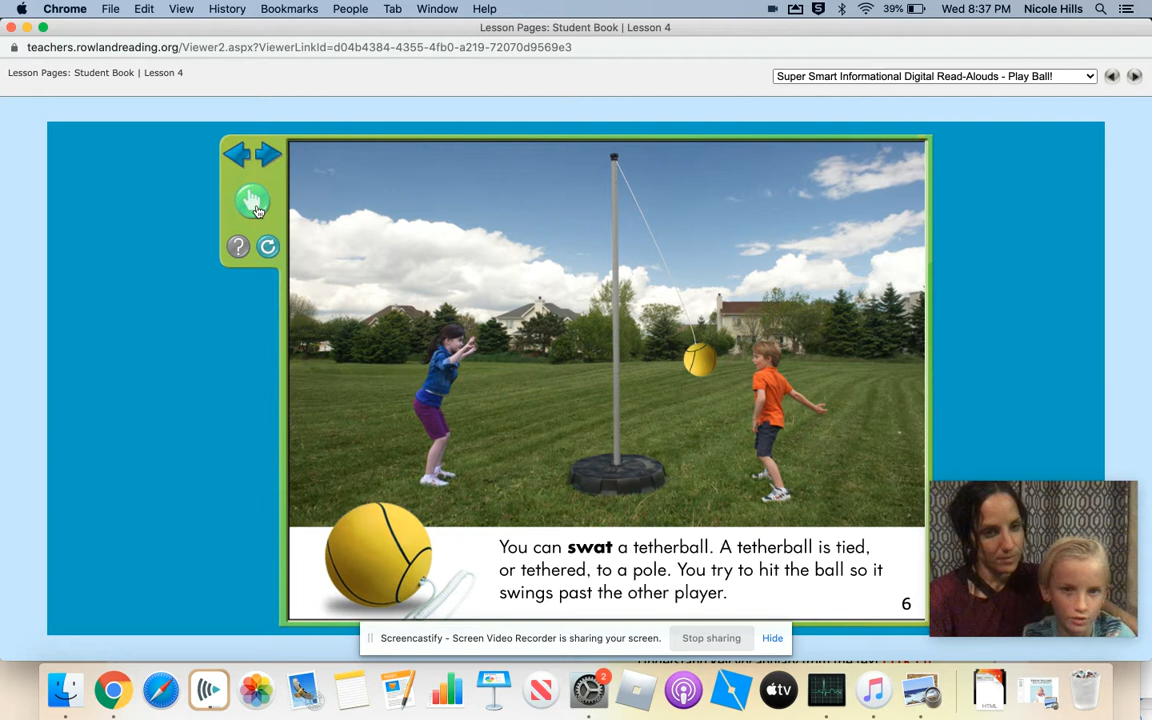 Chrome File Edit View History Bookmarks People Tab Window Help 39% Wed 8:37 PM Nicole Hills
Lesson Pages: Student Book | Lesson 4
teachers.rowlandreading.org/Viewer2.aspx?ViewerLinkId=d04b4384-4355-4fb0-a219-72070d9569e3
Lesson Pages: Student Book | Lesson 4 Super Smart Informational Digital Read-Alouds - Play Ball!
?
You can swat a tetherball. A tetherball is tied,
or tethered, to a pole. You try to hit the ball so it
swings past the other player.
6
Screencastify - Screen Video Recorder is sharing your screen. Stop sharing Hide
2
tv
HTML